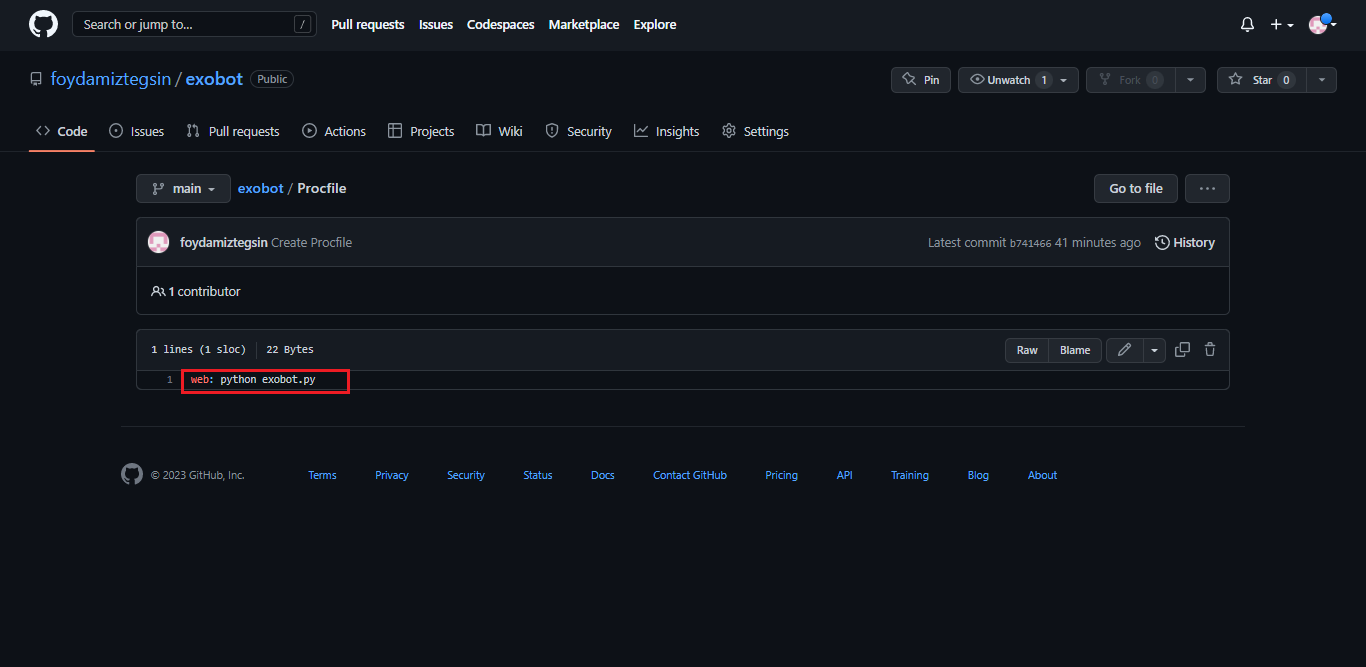 Search or jump to... /
Pull requests Issues Codespaces Marketplace Explore
foydamiztegsin / exobot Public
Pin Unwatch 1 Fork 0 Star 0
Code Issues Pull requests Actions Projects Wiki Security Insights Settings
main exobot / Procfile Go to file ...
foydamiztegsin Create Procfile Latest commit b741466 41 minutes ago History
1 contributor
1 lines (1 sloc) 22 Bytes Raw Blame
1 web: python exobot.py
© 2023 GitHub, Inc. Terms Privacy Security Status Docs Contact GitHub Pricing API Training Blog About